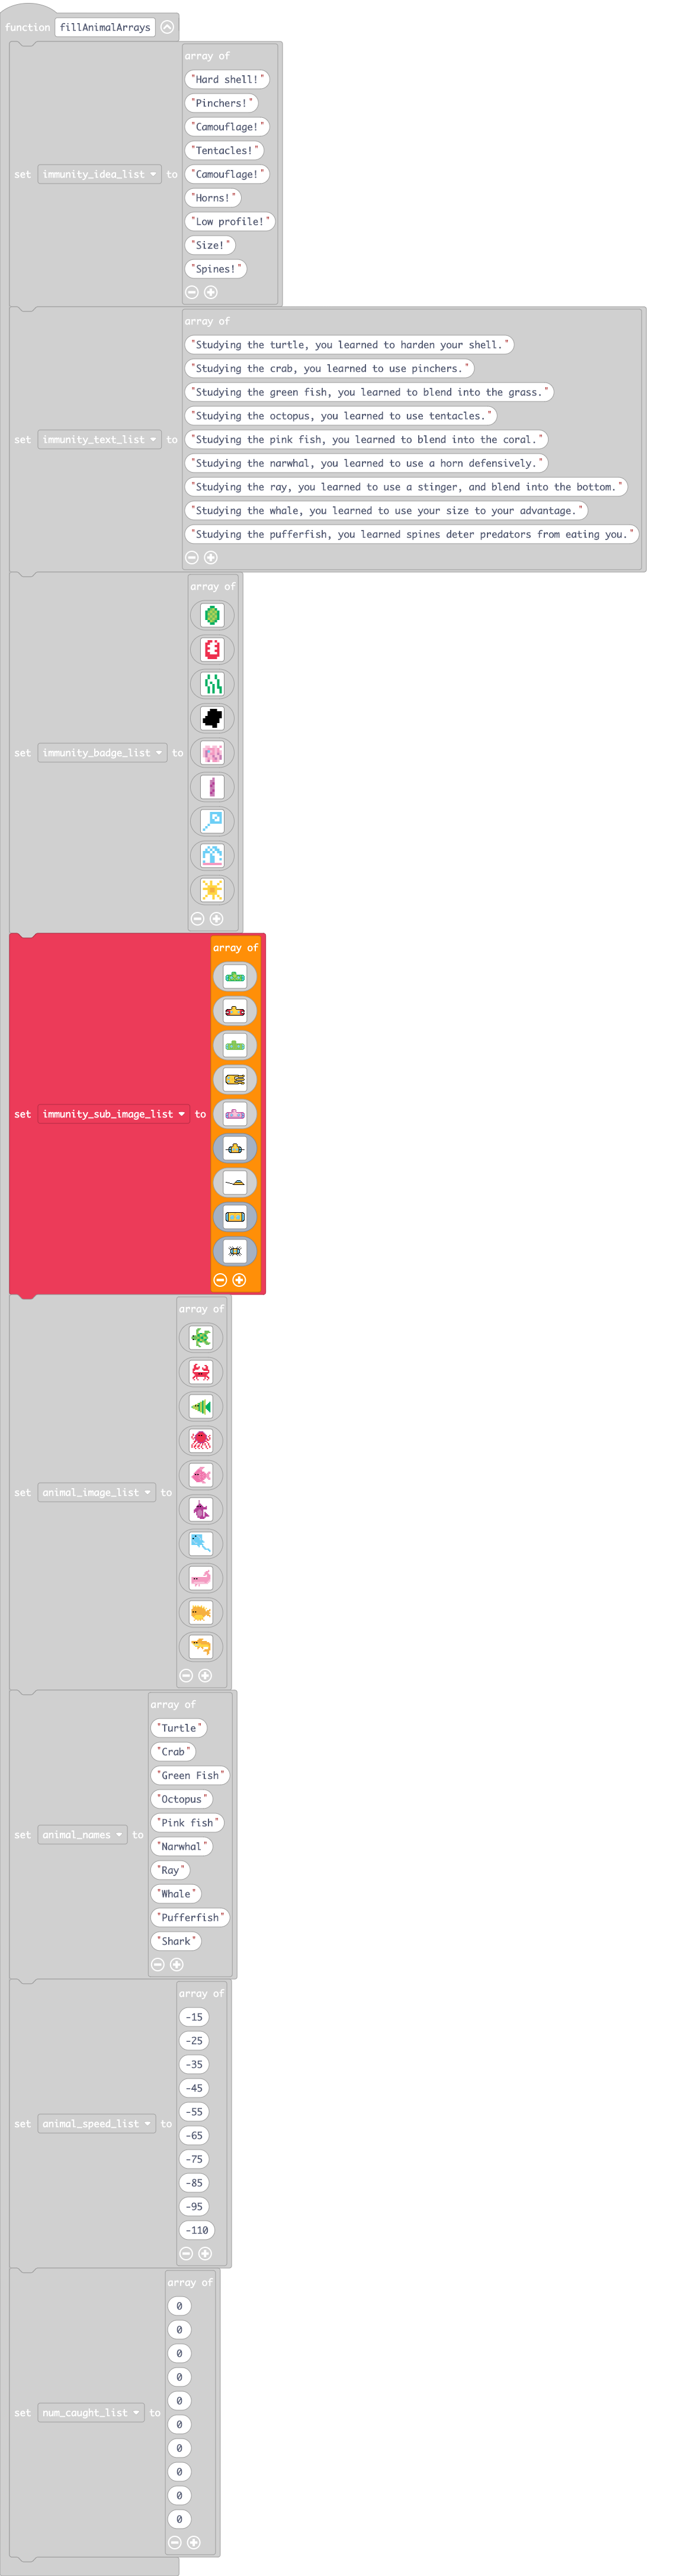 function fillAnimalArrays
array of
"Hard shell!"
"Pinchers!"
"Camouflage!"
"Tentacles!"
set immunity_idea_list to "Camouflage!"
"Horns!"
"Low profile!"
"Size!"
"Spines!"
array of
"Studying the turtle, you learned to harden your shell."
"Studying the crab, you learned to use pinchers."
"Studying the green fish, you learned to blend into the grass."
"Studying the octopus, you learned to use tentacles."
set immunity_text_list to "Studying the pink fish, you learned to blend into the coral."
"Studying the narwhal, you learned to use a horn defensively."
"Studying the ray, you learned to use a stinger, and blend into the bottom."
"Studying the whale, you learned to use your size to your advantage."
"Studying the pufferfish, you learned spines deter predators from eating you."
array of
set immunity_badge_list to
array of
set immunity_sub_image_list to
array of
set animal_image_list to
array of
"Turtle"
"Crab"
"Green Fish"
"Octopus"
"Pink fish"
set animal_names to
"Narwhal"
"Ray"
"Whale"
"Pufferfish"
"Shark"
array of
-15
-25
-35
-45
-55
set animal_speed_list to
-65
-75
-85
-95
-110
array of
0
0
0
0
0
set num_caught_list to
0
0
0
0
0